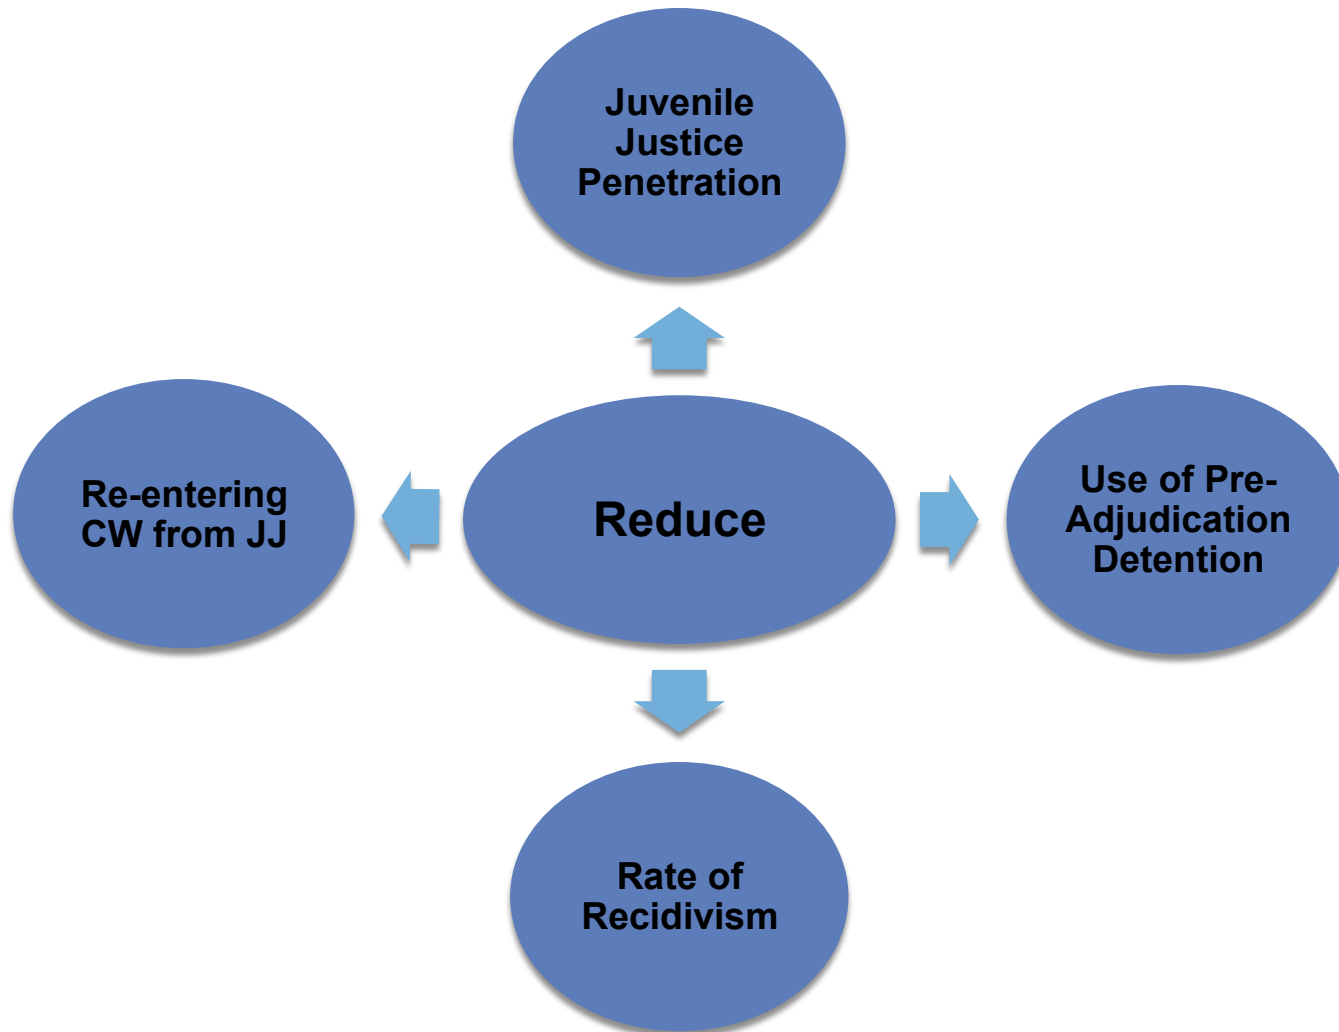 Juvenile
Justice
Penetration
Re-entering
CW from JJ
Reduce
Use of Pre-
Adjudication
Detention
Rate of
Recidivism